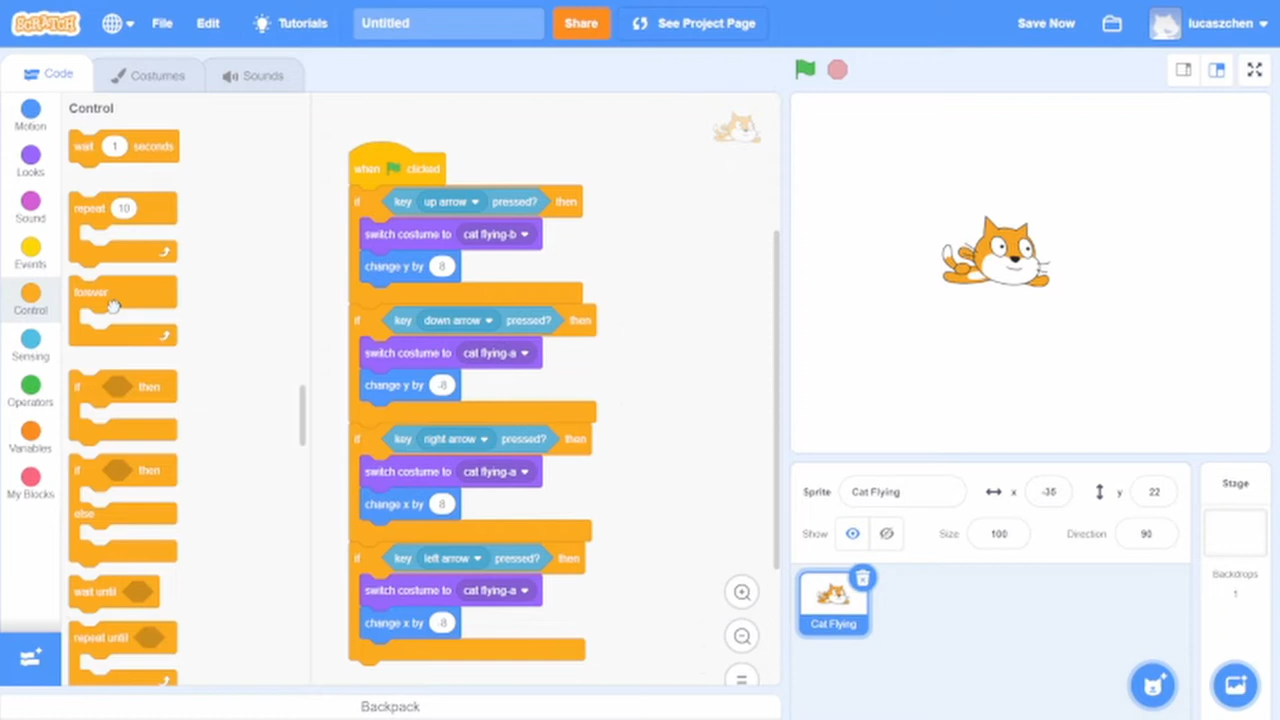 SCRATCH File Edit Tutorials Untitled Share See Project Page Save Now lucaszchen
Code Costumes Sounds
Motion
Looks
Sound
Events
Control
Sensing
Operators
Variables
My Blocks
Control
wait 1 seconds
repeat 10
forever
if then
if then
else
wait until
repeat until
when clicked
if key up arrow pressed? then
switch costume to cat flying-b
change y by 8
if key down arrow pressed? then
switch costume to cat flying-a
change y by -8
if key right arrow pressed? then
switch costume to cat flying-a
change x by 8
if key left arrow pressed? then
switch costume to cat flying-a
change x by -8
Backpack
Sprite Cat Flying x -35 y 22
Show Size 100 Direction 90
Cat Flying
Stage
Backdrops
1